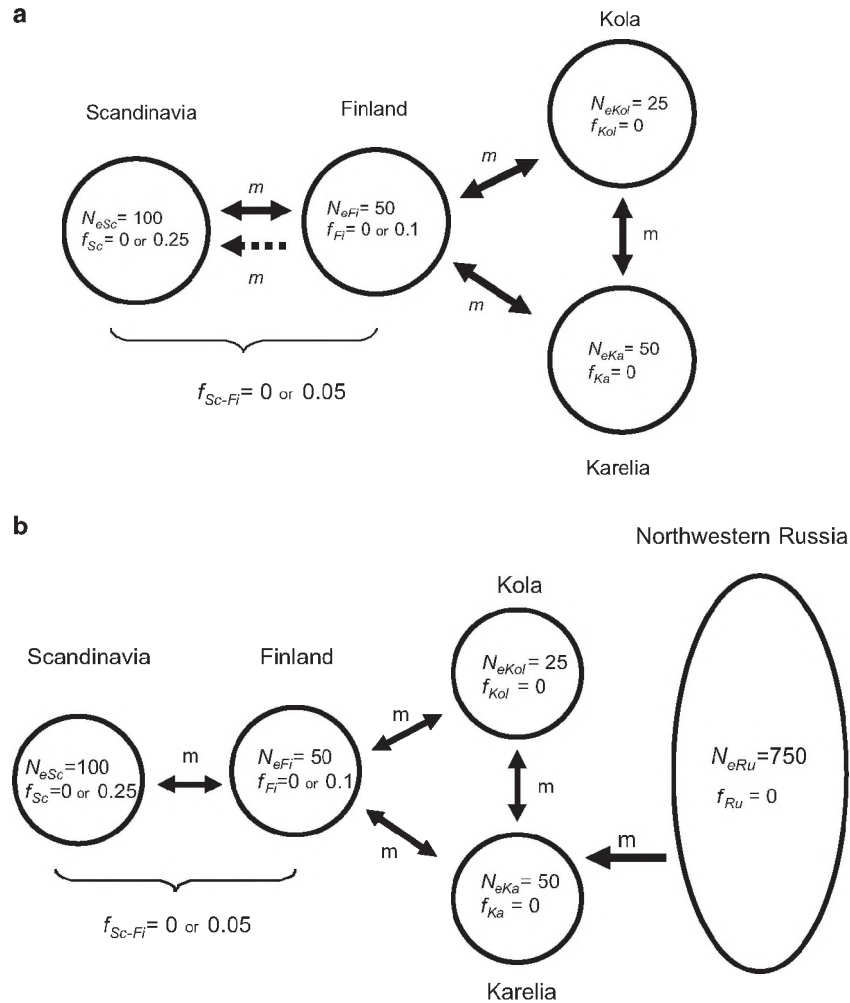 a
Kola
Scandinavia
Finland
N_eKol = 25
f_Kol = 0
m
m
N_eSc = 100
f_Sc = 0 or 0.25
N_eFi = 50
f_Fi = 0 or 0.1
m
m
m
N_eKa = 50
f_Ka = 0
f_Sc-Fi = 0 or 0.05
Karelia
b
Northwestern Russia
Kola
Scandinavia
Finland
N_eKol = 25
f_Kol = 0
m
m
N_eSc =100
f_Sc =0 or 0.25
N_eFi = 50
f_Fi =0 or 0.1
m
N_eRu =750
f_Ru = 0
m
m
N_eKa = 50
f_Ka = 0
f_Sc-Fi = 0 or 0.05
Karelia